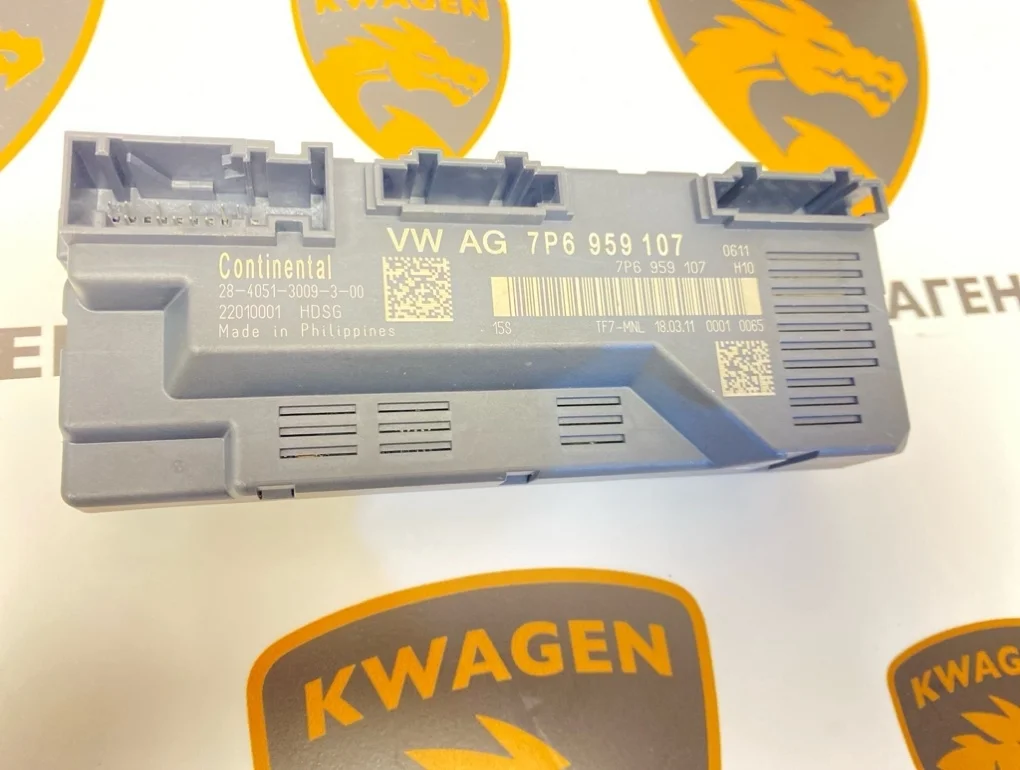 KWAGEN
VW AG 7P6 959 107
0611
7P6 959 107 H10
Continental
28-4051-3009-3-00
22010001 HDSG
Made in Philippines
15S TF7-MNL 18.03.11 0001 0065
АГЕН
АГЕН
KWAGEN
KWAGEN